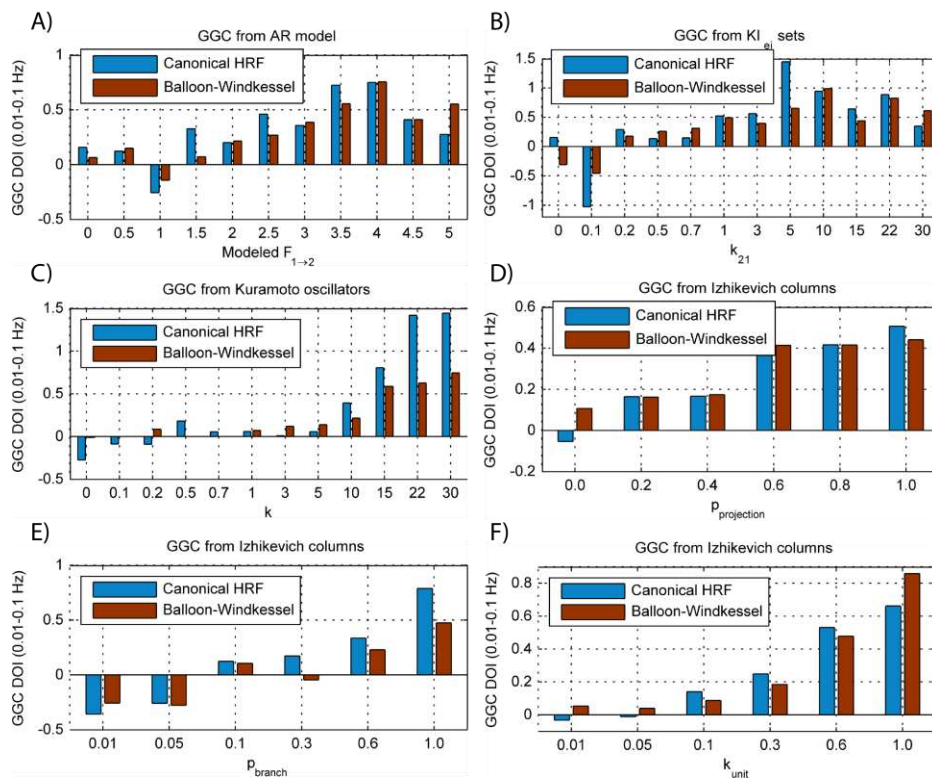 A)
GGC from AR model
Canonical HRF
Balloon-Windkessel
GGC DOI (0.01-0.1 Hz)
1
0.5
0
-0.5
0 0.5 1 1.5 2 2.5 3 3.5 4 4.5 5
Modeled F1→2
B)
GGC from KI ei sets
Canonical HRF
Balloon-Windkessel
GGC DOI (0.01-0.1 Hz)
1.5
1
0.5
0
-0.5
-1
0 0.1 0.2 0.5 0.7 1 3 5 10 15 22 30
k21
C)
GGC from Kuramoto oscillators
Canonical HRF
Balloon-Windkessel
GGC DOI (0.01-0.1 Hz)
1.5
1
0.5
0
-0.5
0 0.1 0.2 0.5 0.7 1 3 5 10 15 22 30
k
D)
GGC from Izhikevich columns
Canonical HRF
Balloon-Windkessel
GGC DOI (0.01-0.1 Hz)
0.6
0.4
0.2
0
-0.2
0.0 0.2 0.4 0.6 0.8 1.0
pprojection
E)
GGC from Izhikevich columns
Canonical HRF
Balloon-Windkessel
GGC DOI (0.01-0.1 Hz)
1
0.5
0
-0.5
0.01 0.05 0.1 0.3 0.6 1.0
pbranch
F)
GGC from Izhikevich columns
Canonical HRF
Balloon-Windkessel
GGC DOI (0.01-0.1 Hz)
0.8
0.6
0.4
0.2
0
0.01 0.05 0.1 0.3 0.6 1.0
kunit